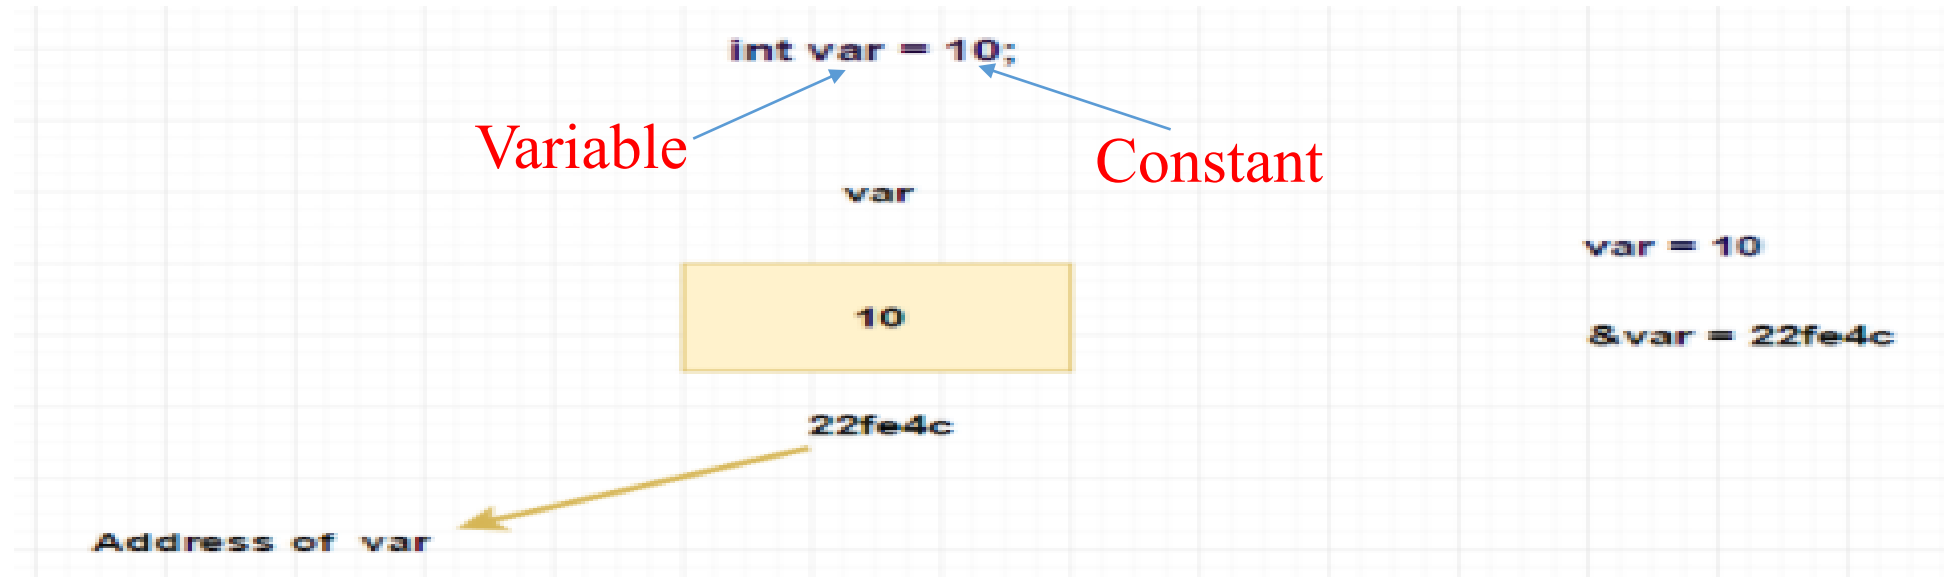 int var = 10;
Variable
Constant
var
10
22fe4c
Address of var
var = 10
&var = 22fe4c